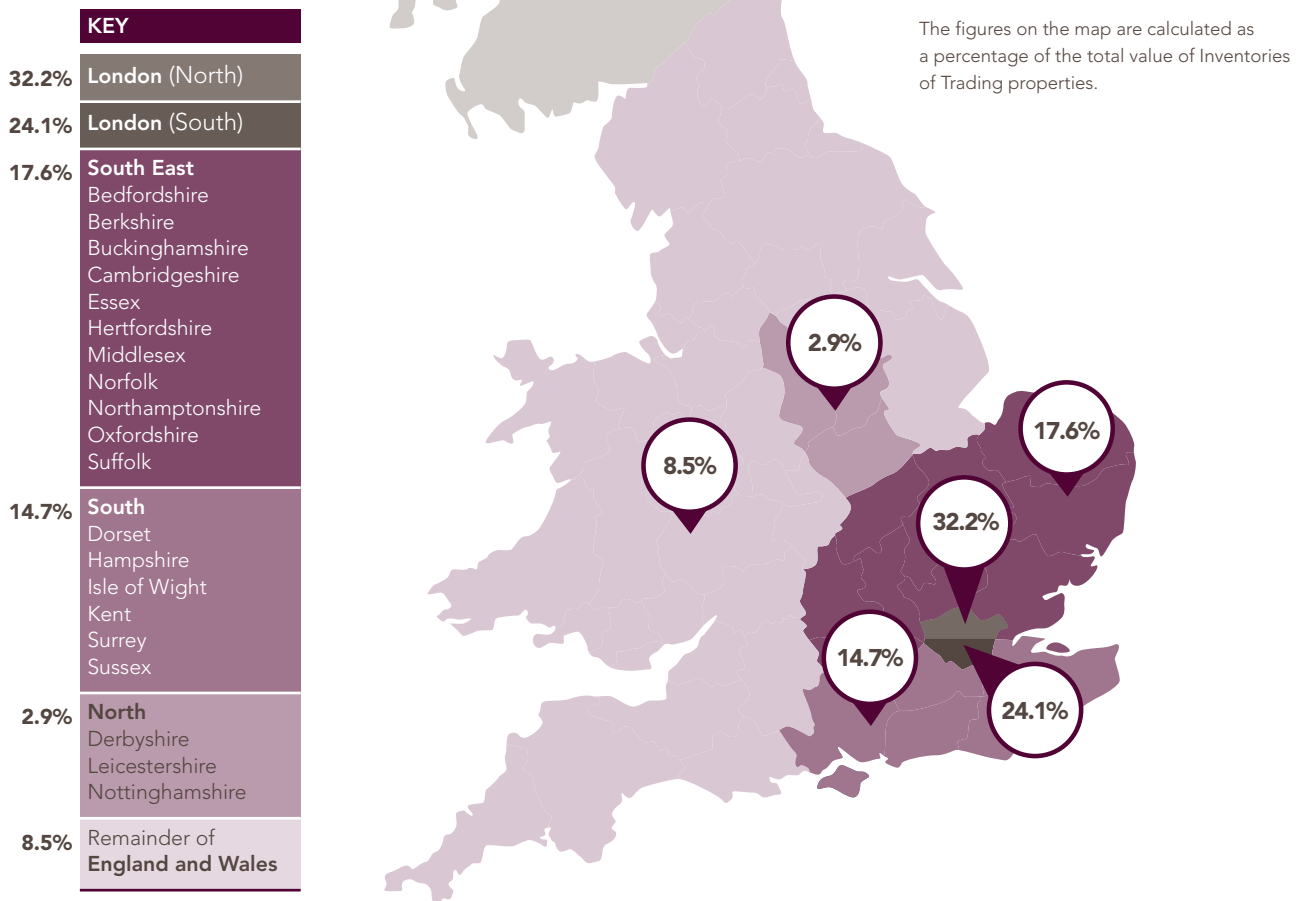 KEY
32.2% London (North)
24.1% London (South)
17.6% South East
Bedfordshire
Berkshire
Buckinghamshire
Cambridgeshire
Essex
Hertfordshire
Middlesex
Norfolk
Northamptonshire
Oxfordshire
Suffolk
14.7% South
Dorset
Hampshire
Isle of Wight
Kent
Surrey
Sussex
2.9% North
Derbyshire
Leicestershire
Nottinghamshire
8.5% Remainder of
England and Wales
The figures on the map are calculated as
a percentage of the total value of Inventories
of Trading properties.
2.9%
17.6%
8.5%
32.2%
14.7%
24.1%